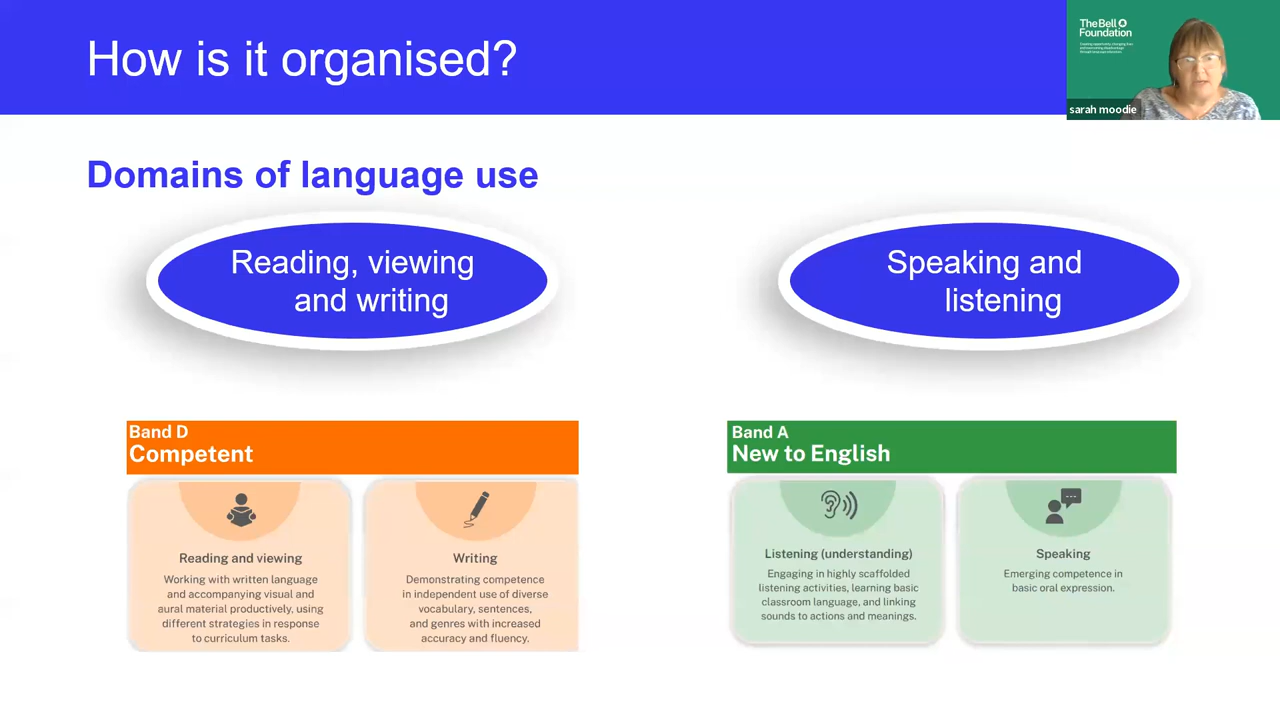 How is it organised?
The Bell
Foundation
sarah moodie
Domains of language use
Reading, viewing
and writing
Speaking and
listening
Band D
Competent
Reading and viewing
Working with written language
and accompanying visual and
aural material productively, using
different strategies in response
to curriculum tasks.
Writing
Demonstrating competence
in independent use of diverse
vocabulary, sentences,
and genres with increased
accuracy and fluency.
Band A
New to English
Listening (understanding)
Engaging in highly scaffolded
listening activities, learning basic
classroom language, and linking
sounds to actions and meanings.
Speaking
Emerging competence in
basic oral expression.